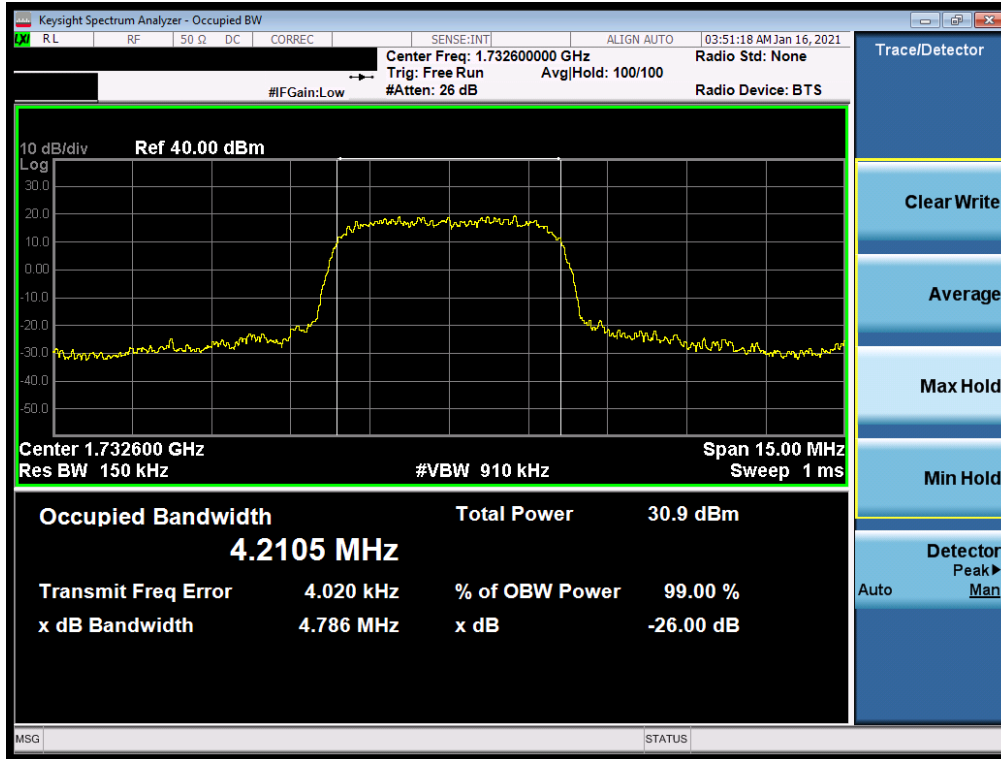 Keysight Spectrum Analyzer - Occupied BW
LXI RL RF 50 Ω DC CORREC SENSE:INT ALIGN AUTO 03:51:18 AM Jan 16, 2021
Center Freq: 1.732600000 GHz Radio Std: None
Trig: Free Run Avg|Hold: 100/100
#IFGain:Low #Atten: 26 dB Radio Device: BTS
10 dB/div Ref 40.00 dBm
Log
30.0
20.0
10.0
0.00
-10.0
-20.0
-30.0
-40.0
-50.0
Center 1.732600 GHz Span 15.00 MHz
Res BW 150 kHz #VBW 910 kHz Sweep 1 ms
Occupied Bandwidth Total Power 30.9 dBm
4.2105 MHz
Transmit Freq Error 4.020 kHz % of OBW Power 99.00 %
x dB Bandwidth 4.786 MHz x dB -26.00 dB
MSG STATUS
Trace/Detector
Clear Write
Average
Max Hold
Min Hold
Detector
Peak▶
Auto Man